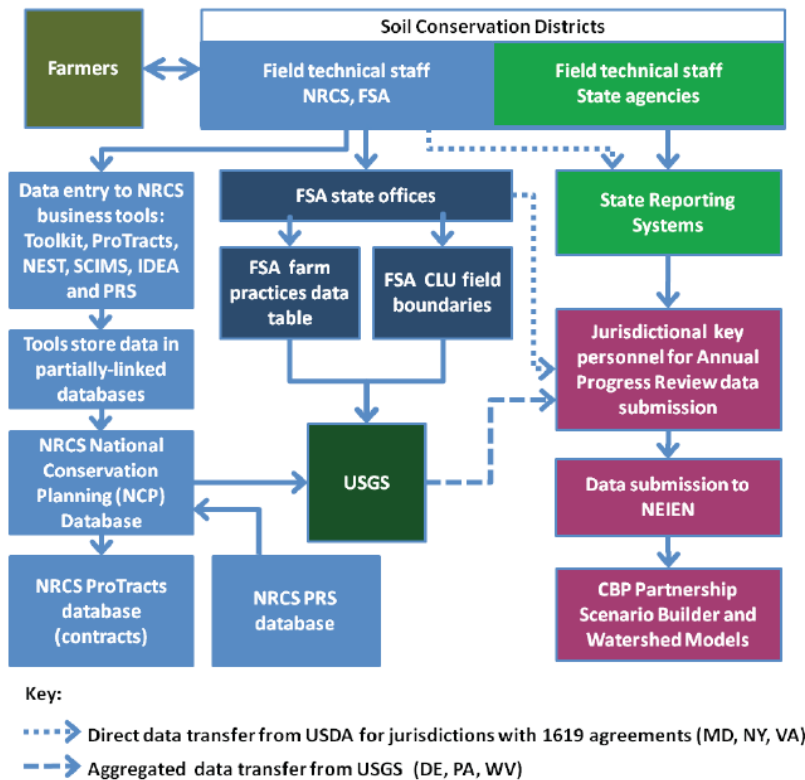 Soil Conservation Districts
Farmers
Field technical staff
NRCS, FSA
Field technical staff
State agencies
Data entry to NRCS
business tools:
Toolkit, ProTracts,
NEST, SCIMS, IDEA
and PRS
FSA state offices
State Reporting
Systems
FSA farm
practices data
table
FSA CLU field
boundaries
Tools store data in
partially-linked
databases
Jurisdictional key
personnel for Annual
Progress Review data
submission
NRCS National
Conservation
Planning (NCP)
Database
USGS
Data submission to
NEIEN
NRCS ProTracts
database
(contracts)
NRCS PRS
database
CBP Partnership
Scenario Builder and
Watershed Models
Key:
Direct data transfer from USDA for jurisdictions with 1619 agreements (MD, NY, VA)
Aggregated data transfer from USGS (DE, PA, WV)